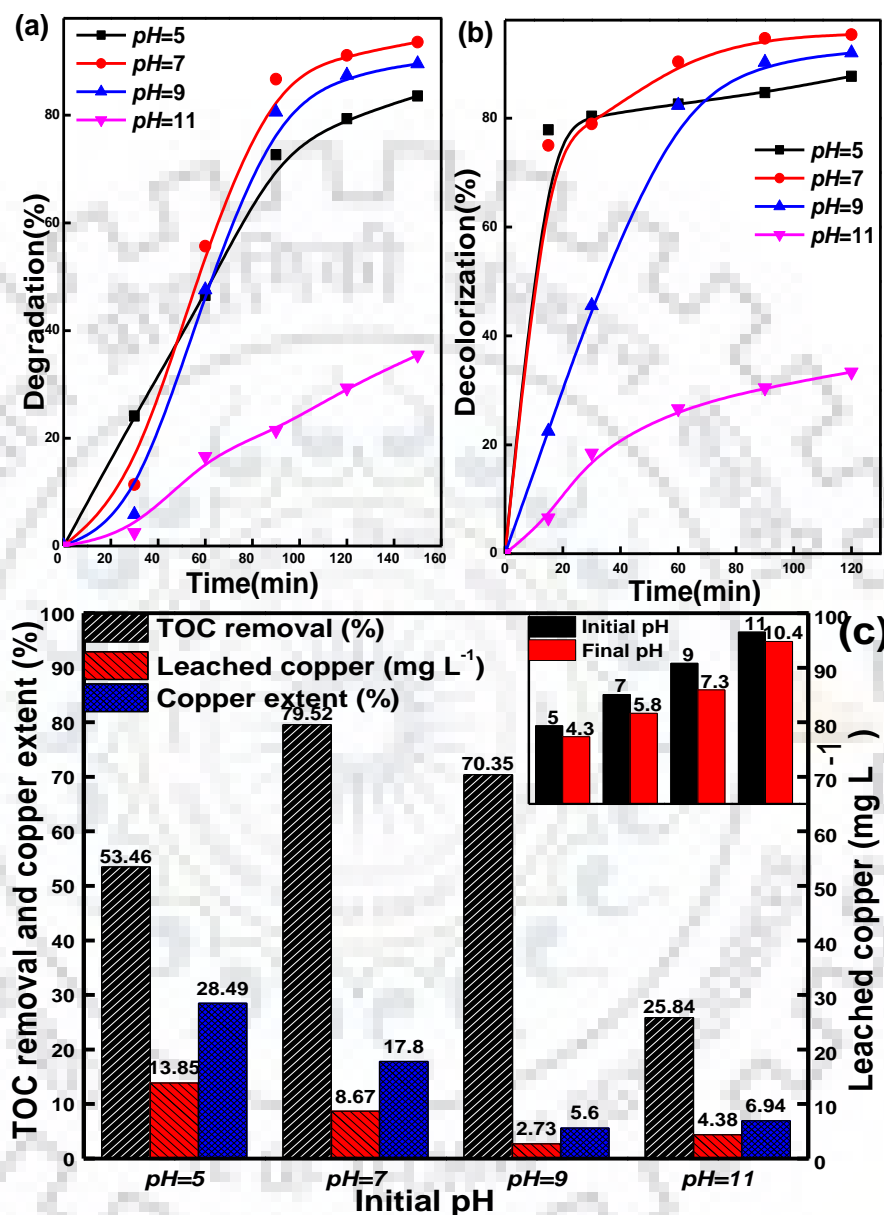 (a)
pH=5
pH=7
pH=9
pH=11
Degradation(%)
80
60
40
20
0
0 20 40 60 80 100 120 140 160
Time(min)
(b)
pH=5
pH=7
pH=9
pH=11
Decolorization(%)
80
60
40
20
0
0 20 40 60 80 100 120
Time(min)
(c)
TOC removal (%)
Leached copper (mg L-1)
Copper extent (%)
Initial pH
Final pH
5 4.3 7 5.8 9 7.3 11 10.4
TOC removal and copper extent (%)
100
90
80
70
60
50
40
30
20
10
0
53.46 13.85 28.49
79.52 8.67 17.8
70.35 2.73 5.6
25.84 4.38 6.94
100
90
80
70
60
50
40
30
20
10
0
Leached copper (mg L-1)
pH=5 pH=7 pH=9 pH=11
Initial pH